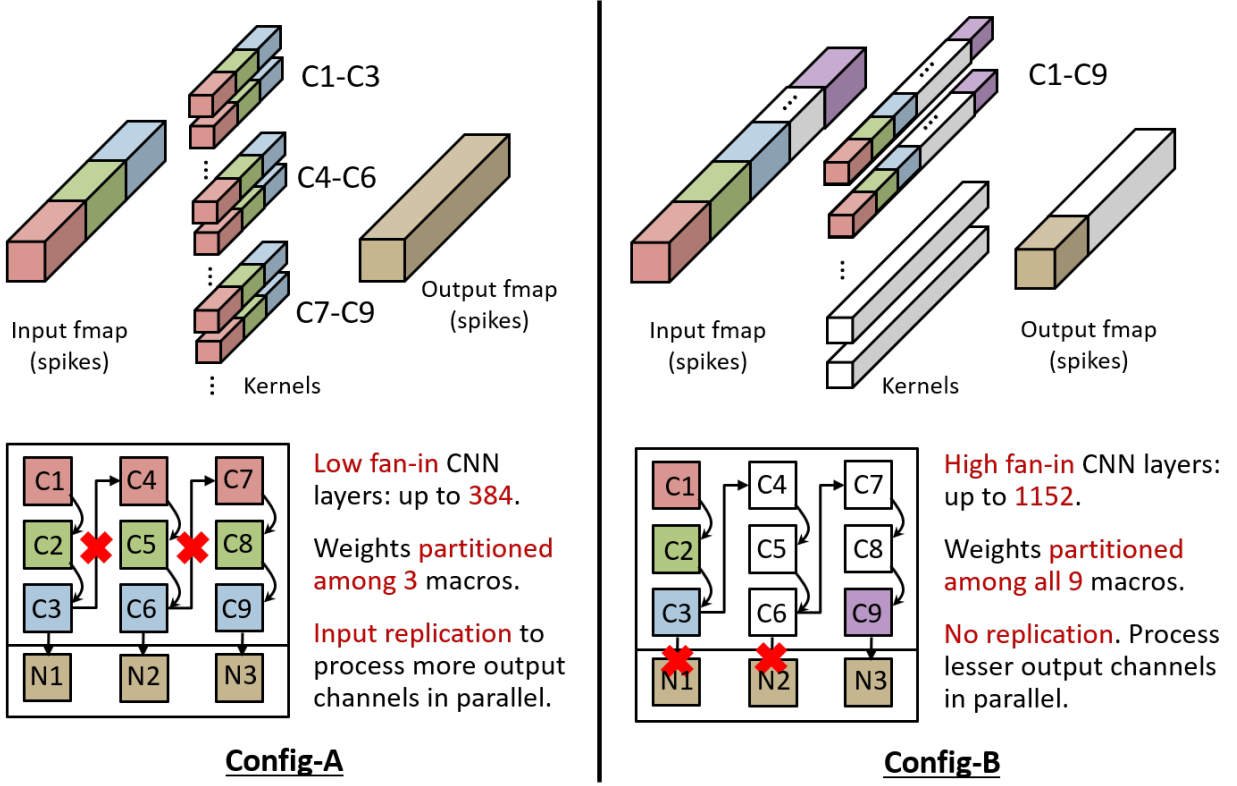 C1-C3
C4-C6
C7-C9
Input fmap
(spikes)
Kernels
Output fmap
(spikes)
C1 C4 C7
C2 C5 C8
C3 C6 C9
N1 N2 N3
Low fan-in CNN
layers: up to 384.
Weights partitioned
among 3 macros.
Input replication to
process more output
channels in parallel.
Config-A
C1-C9
Input fmap
(spikes)
Kernels
Output fmap
(spikes)
C1 C4 C7
C2 C5 C8
C3 C6 C9
N1 N2 N3
High fan-in CNN layers:
up to 1152.
Weights partitioned
among all 9 macros.
No replication. Process
lesser output channels
in parallel.
Config-B